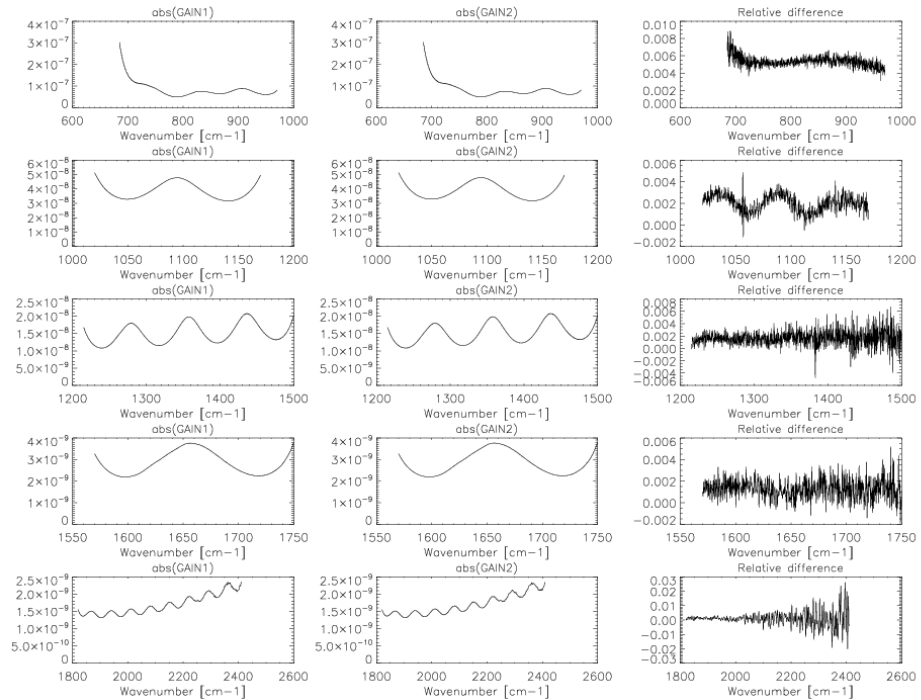 abs(GAIN1) abs(GAIN2) Relative difference
4×10⁻⁷ 4×10⁻⁷ 0.010
3×10⁻⁷ 3×10⁻⁷ 0.008
2×10⁻⁷ 2×10⁻⁷ 0.006
1×10⁻⁷ 1×10⁻⁷ 0.004
0.002
0 0 0.000
600 700 800 900 1000 600 700 800 900 1000 600 700 800 900 1000
Wavenumber [cm-1] Wavenumber [cm-1] Wavenumber [cm-1]
abs(GAIN1) abs(GAIN2) Relative difference
6×10⁻⁸ 6×10⁻⁸ 0.006
5×10⁻⁸ 5×10⁻⁸ 0.004
4×10⁻⁸ 4×10⁻⁸
3×10⁻⁸ 3×10⁻⁸ 0.002
2×10⁻⁸ 2×10⁻⁸ 0.000
1×10⁻⁸ 1×10⁻⁸
0 0 −0.002
1000 1050 1100 1150 1200 1000 1050 1100 1150 1200 1000 1050 1100 1150 1200
Wavenumber [cm-1] Wavenumber [cm-1] Wavenumber [cm-1]
abs(GAIN1) abs(GAIN2) Relative difference
2.5×10⁻⁸ 2.5×10⁻⁸ 0.008
2.0×10⁻⁸ 2.0×10⁻⁸ 0.006
1.5×10⁻⁸ 1.5×10⁻⁸ 0.004
0.002
1.0×10⁻⁸ 1.0×10⁻⁸ 0.000
5.0×10⁻⁹ 5.0×10⁻⁹ −0.002
−0.004
0 0 −0.006
1200 1300 1400 1500 1200 1300 1400 1500 1200 1300 1400 1500
Wavenumber [cm-1] Wavenumber [cm-1] Wavenumber [cm-1]
abs(GAIN1) abs(GAIN2) Relative difference
4×10⁻⁹ 4×10⁻⁹ 0.006
3×10⁻⁹ 3×10⁻⁹ 0.004
2×10⁻⁹ 2×10⁻⁹ 0.002
1×10⁻⁹ 1×10⁻⁹ 0.000
0 0 −0.002
1550 1600 1650 1700 1750 1550 1600 1650 1700 1750 1550 1600 1650 1700 1750
Wavenumber [cm-1] Wavenumber [cm-1] Wavenumber [cm-1]
abs(GAIN1) abs(GAIN2) Relative difference
2.5×10⁻⁹ 2.5×10⁻⁹ 0.03
2.0×10⁻⁹ 2.0×10⁻⁹ 0.02
1.5×10⁻⁹ 1.5×10⁻⁹ 0.01
1.0×10⁻⁹ 1.0×10⁻⁹ 0.00
5.0×10⁻¹⁰ 5.0×10⁻¹⁰ −0.01
−0.02
0 0 −0.03
1800 2000 2200 2400 2600 1800 2000 2200 2400 2600 1800 2000 2200 2400 2600
Wavenumber [cm-1] Wavenumber [cm-1] Wavenumber [cm-1]